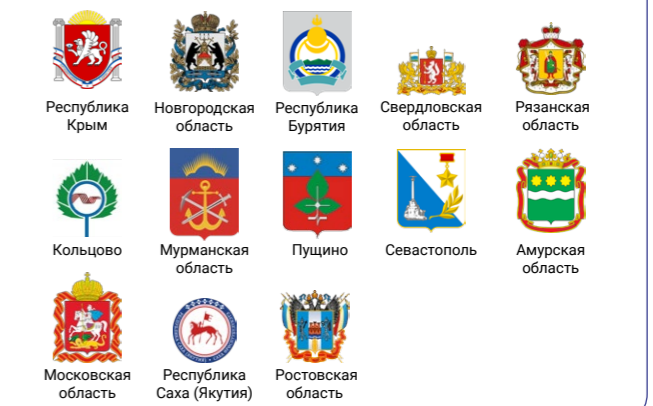 Республика
Крым
Новгородская
область
Республика
Бурятия
Свердловская
область
Рязанская
область
Кольцово
Мурманская
область
Пущино
Севастополь
Амурская
область
Московская
область
Республика
Саха (Якутия)
Ростовская
область